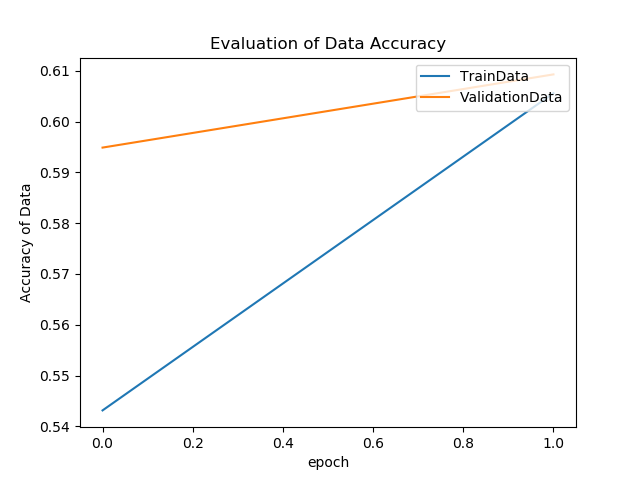 Evaluation of Data Accuracy
0.61
0.60
0.59
0.58
0.57
0.56
0.55
0.54
Accuracy of Data
TrainData
ValidationData
0.0 0.2 0.4 0.6 0.8 1.0
epoch